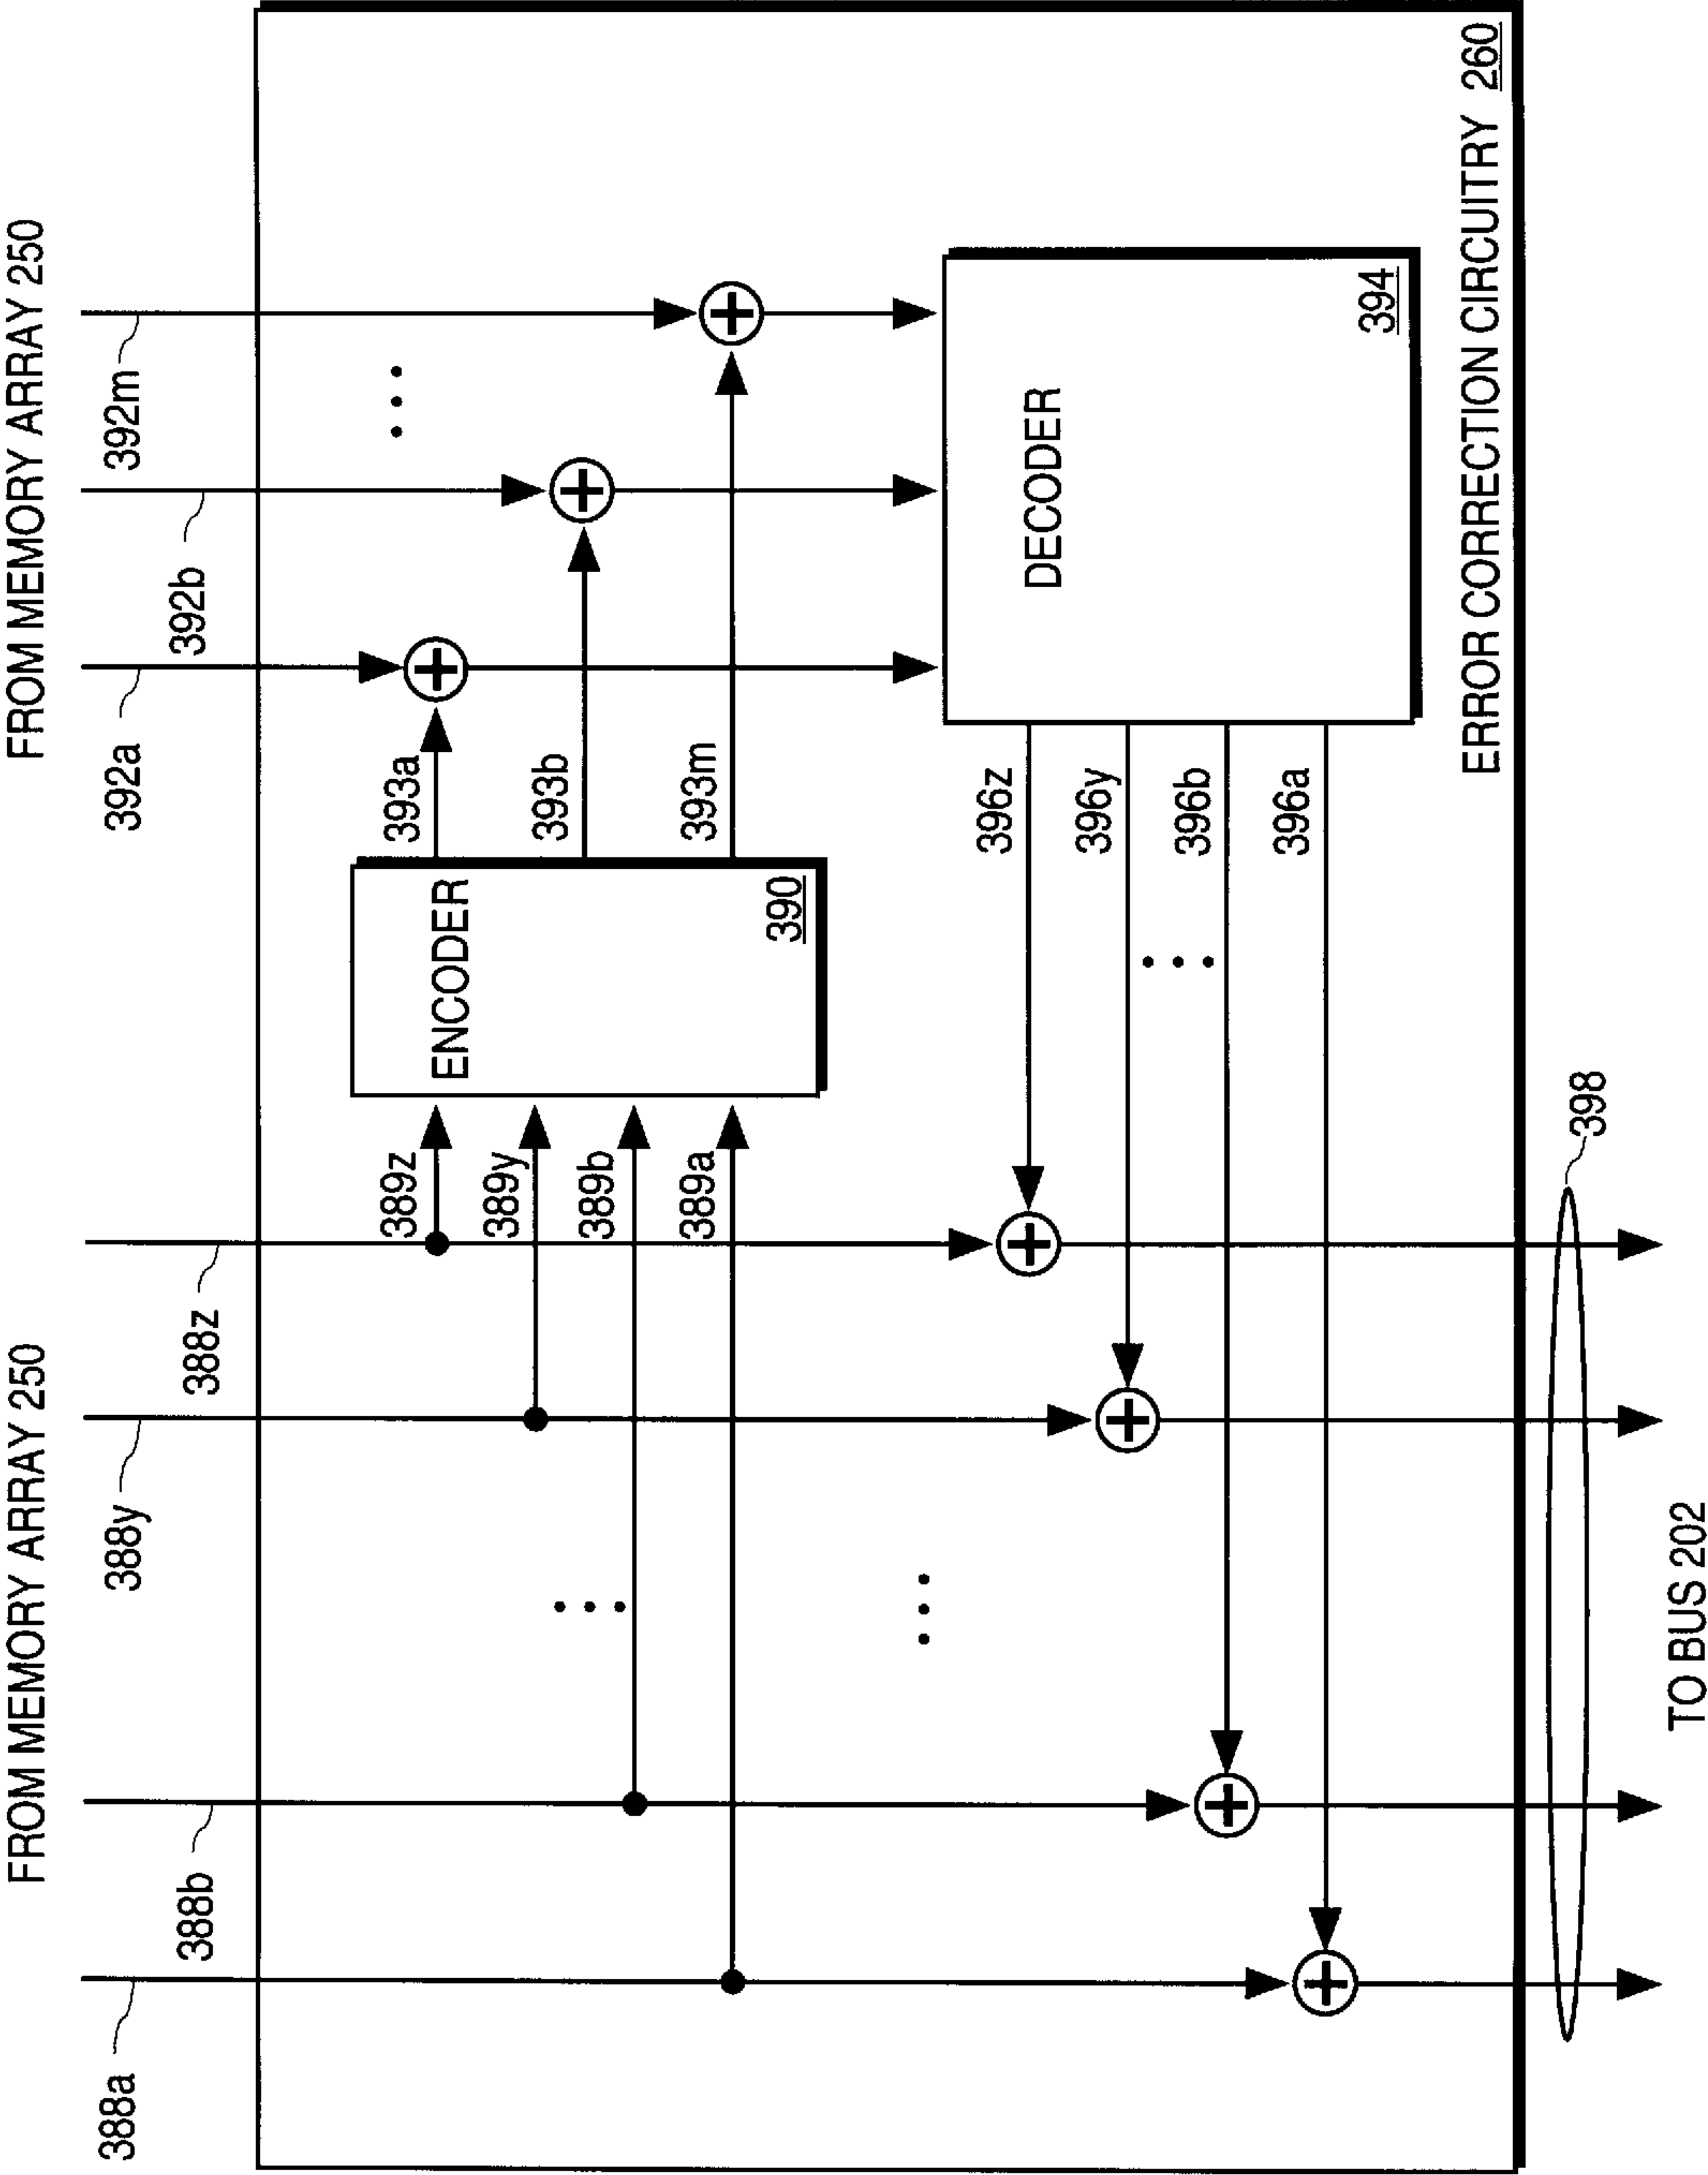 FROM MEMORY ARRAY 250
FROM MEMORY ARRAY 250
388a
388b
388y
388z
392a
392b
392m
389z
389y
389b
389a
ENCODER
390
393a
393b
393m
396z
396y
396b
396a
DECODER
394
ERROR CORRECTION CIRCUITRY 260
398
TO BUS 202